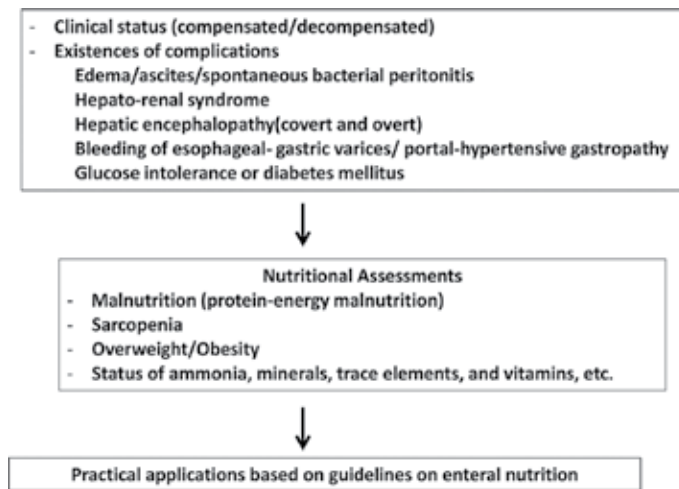 - Clinical status (compensated/decompensated)
- Existences of complications
Edema/ascites/spontaneous bacterial peritonitis
Hepato-renal syndrome
Hepatic encephalopathy(covert and overt)
Bleeding of esophageal- gastric varices/ portal-hypertensive gastropathy
Glucose intolerance or diabetes mellitus
Nutritional Assessments
- Malnutrition (protein-energy malnutrition)
- Sarcopenia
- Overweight/Obesity
- Status of ammonia, minerals, trace elements, and vitamins, etc.
Practical applications based on guidelines on enteral nutrition